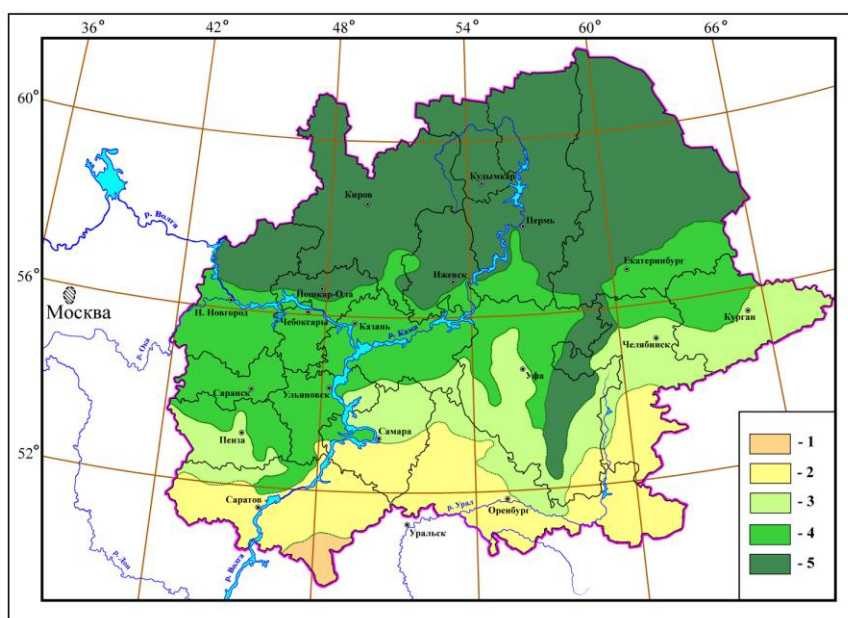 36°
42°
48°
54°
60°
66°
60°
56°
52°
Кудымкар
Киров
р. Волга
Пермь
Екатеринбург
Ижевск
Йошкар-Ола
Москва
Н. Новгород
Чебоксары
Казань
р. Кама
Курган
Челябинск
р. Ока
Уфа
Саранск
Ульяновск
Пенза
Самара
Саратов
Оренбург
р. Урал
Уральск
р. Дон
р. Волга
- 1
- 2
- 3
- 4
- 5